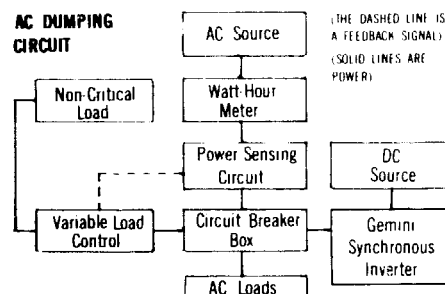 AC DUMPING
CIRCUIT
(THE DASHED LINE IS
A FEEDBACK SIGNAL)
(SOLID LINES ARE
POWER)
AC Source
Non-Critical
Load
Watt-Hour
Meter
Power Sensing
Circuit
DC
Source
Variable Load
Control
Circuit Breaker
Box
Gemini
Synchronous
Inverter
AC Loads